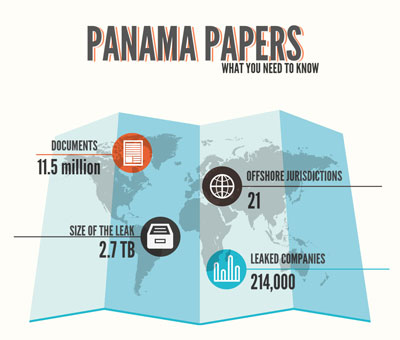 PANAMA PAPERS
WHAT YOU NEED TO KNOW
DOCUMENTS
11.5 million
OFFSHORE JURISDICTIONS
21
SIZE OF THE LEAK
2.7 TB
LEAKED COMPANIES
214,000